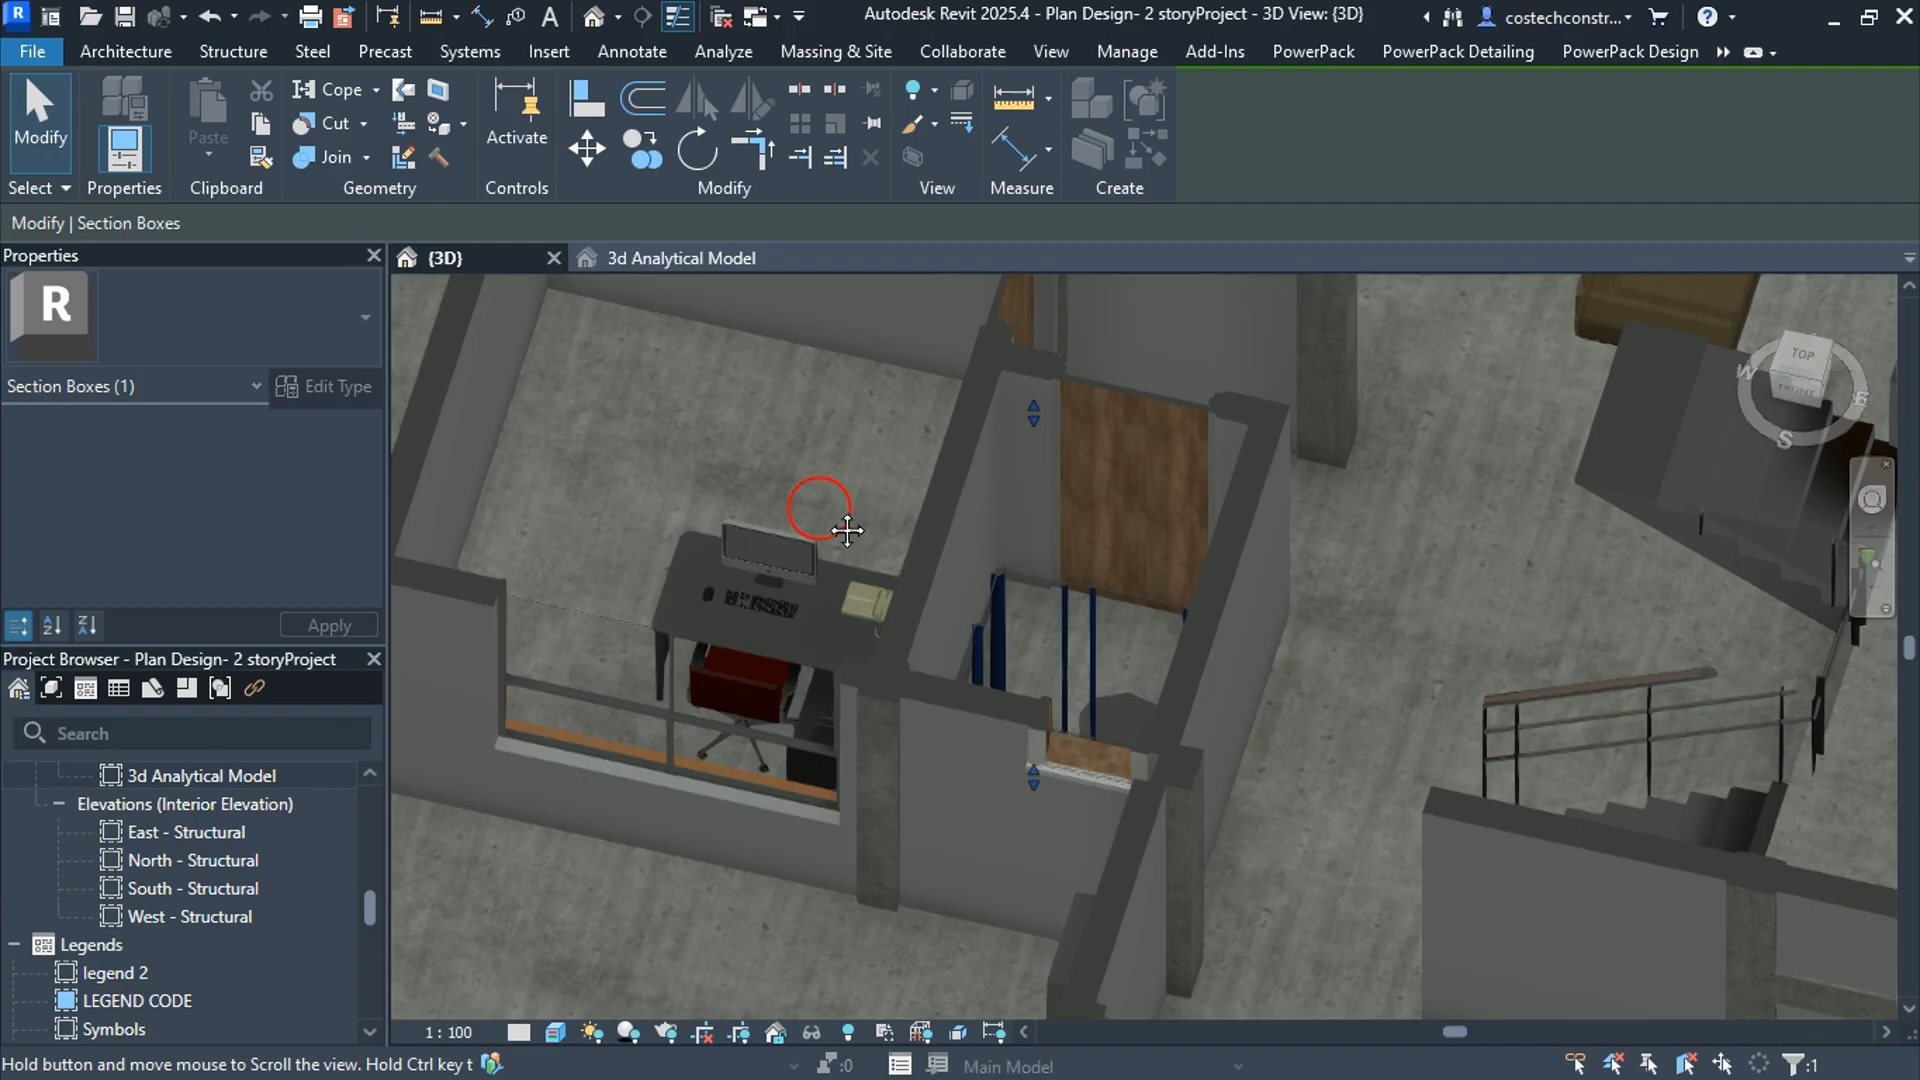 R
Autodesk Revit 2025.4 - Plan Design- 2 storyProject - 3D View: {3D}
costechconstr...
File Architecture Structure Steel Precast Systems Insert Annotate Analyze Massing & Site Collaborate View Manage Add-Ins PowerPack PowerPack Detailing PowerPack Design
Modify
Paste
Cope
Cut
Join
Activate
Select Properties Clipboard Geometry Controls Modify View Measure Create
Modify | Section Boxes
Properties
{3D}
3d Analytical Model
R
Section Boxes (1)
Edit Type
TOP
FRONT
W
E
S
Apply
Project Browser - Plan Design- 2 storyProject
Search
3d Analytical Model
Elevations (Interior Elevation)
East - Structural
North - Structural
South - Structural
West - Structural
Legends
legend 2
LEGEND CODE
Symbols
1 : 100
Hold button and move mouse to Scroll the view. Hold Ctrl key t
:0
Main Model
:1